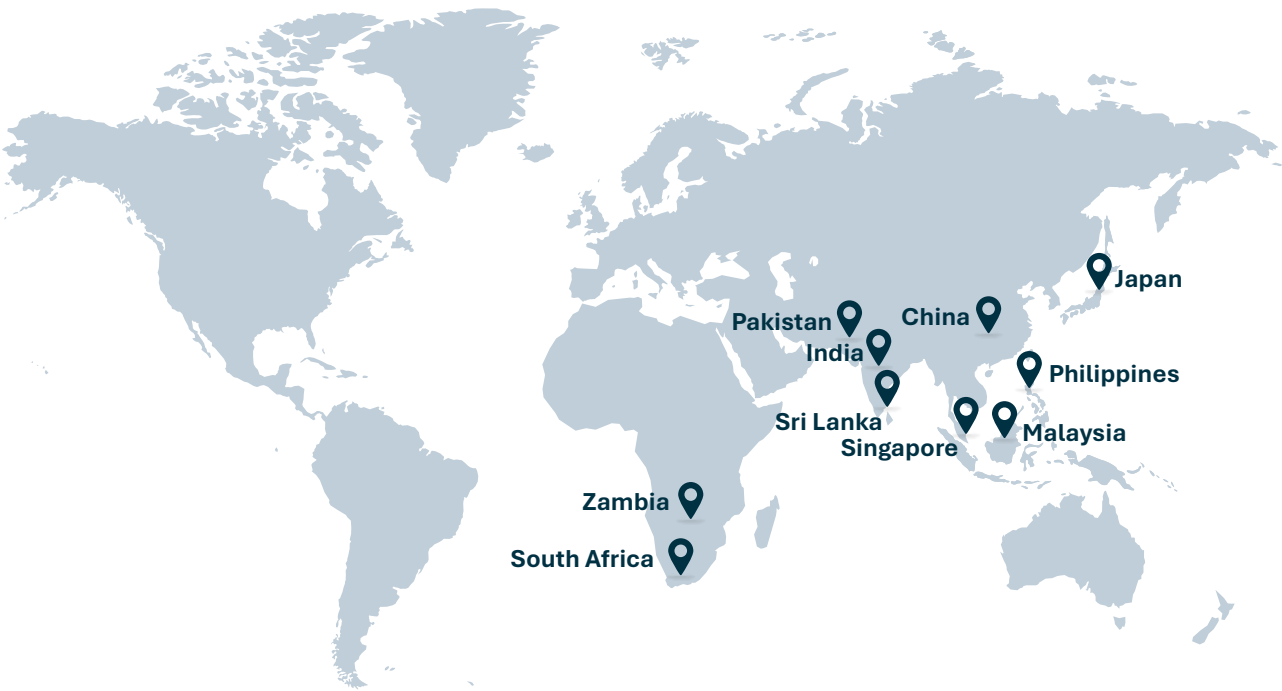 Japan
Pakistan
China
India
Philippines
Sri Lanka
Malaysia
Singapore
Zambia
South Africa